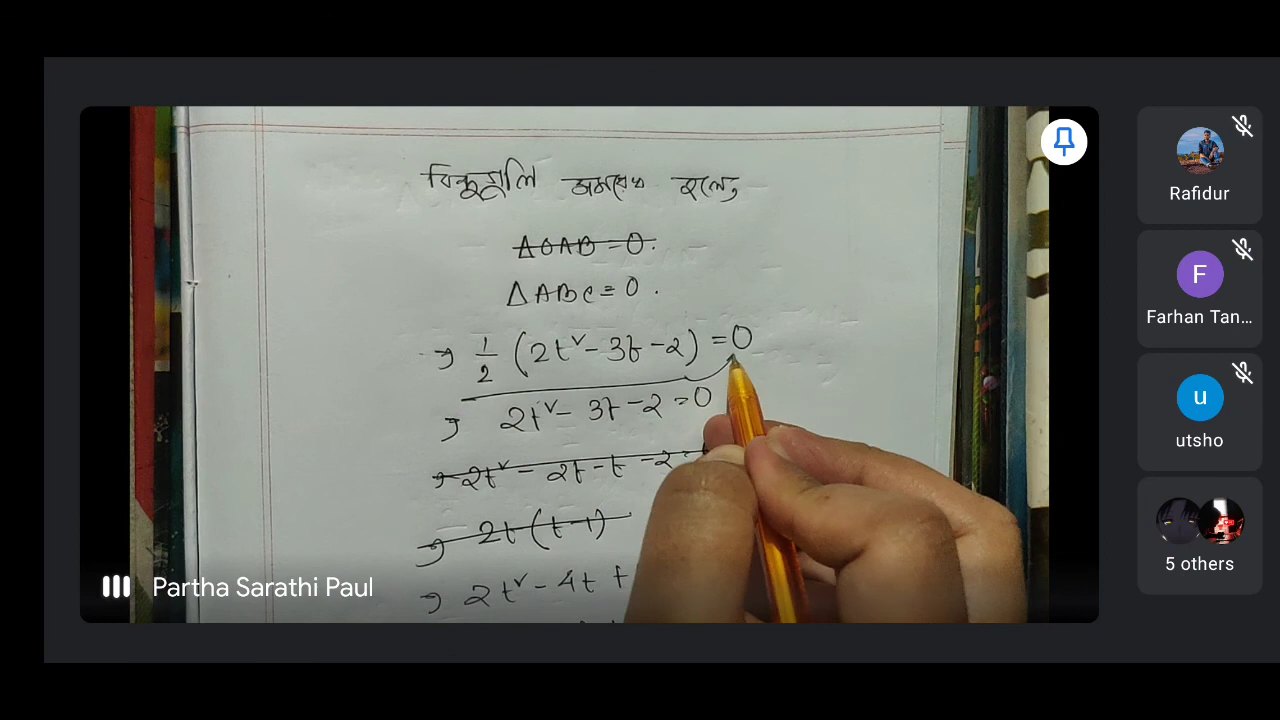 বিন্দুগুলি সমরেখ হলে,
ΔOAB = 0.
ΔABC = 0.
⇒ 1/2 (2t² - 3t - 2) = 0
⇒ 2t² - 3t - 2 = 0
⇒ 2t² - 2t - t - 2
⇒ 2t (t - 1)
⇒ 2t² - 4t +
Partha Sarathi Paul
Rafidur
F
Farhan Tan...
u
utsho
5 others